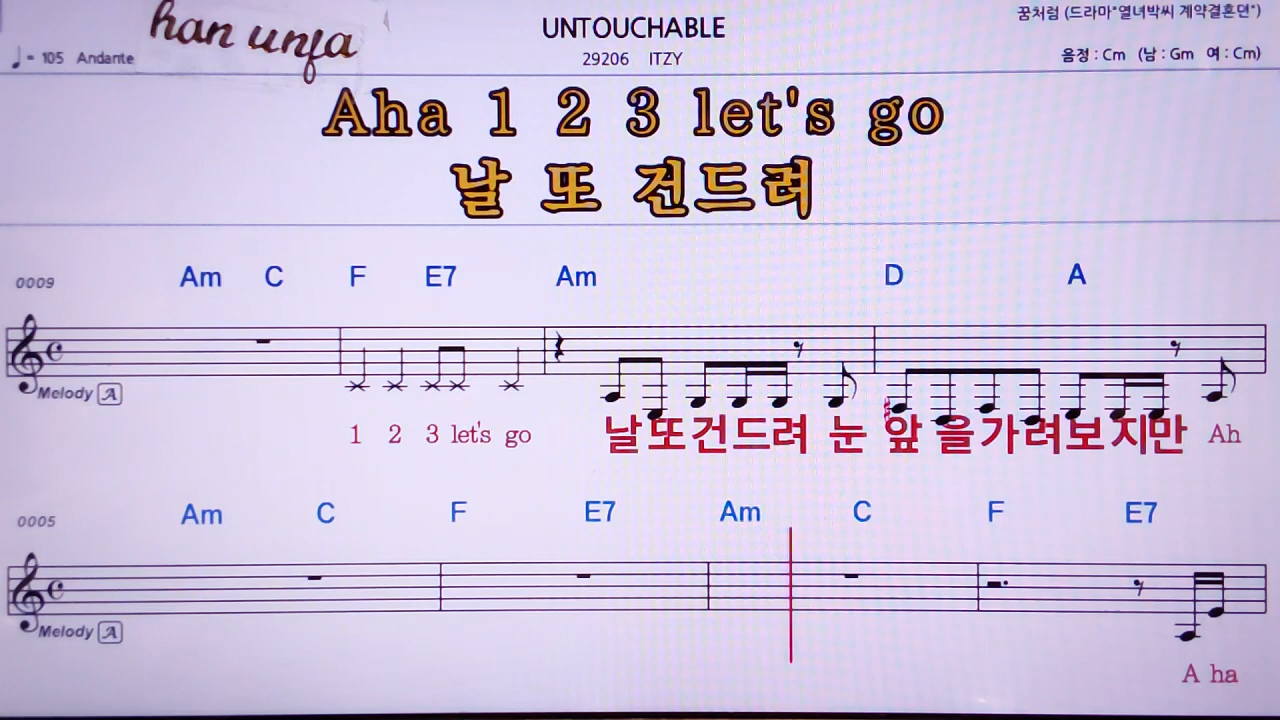 han unja
UNTOUCHABLE
꿈처럼 (드라마"열녀박씨 계약결혼뎐")
♩= 105 Andante
29206 ITZY
음정 : Cm (남 : Gm 여 : Cm)
Aha 1 2 3 let's go
날 또 건드려
0009 Am C F E7 Am D A
Melody A
1 2 3 let's go 날또건드려 눈 앞 을가려보지만 Ah
0005 Am C F E7 Am C F E7
Melody A
A ha